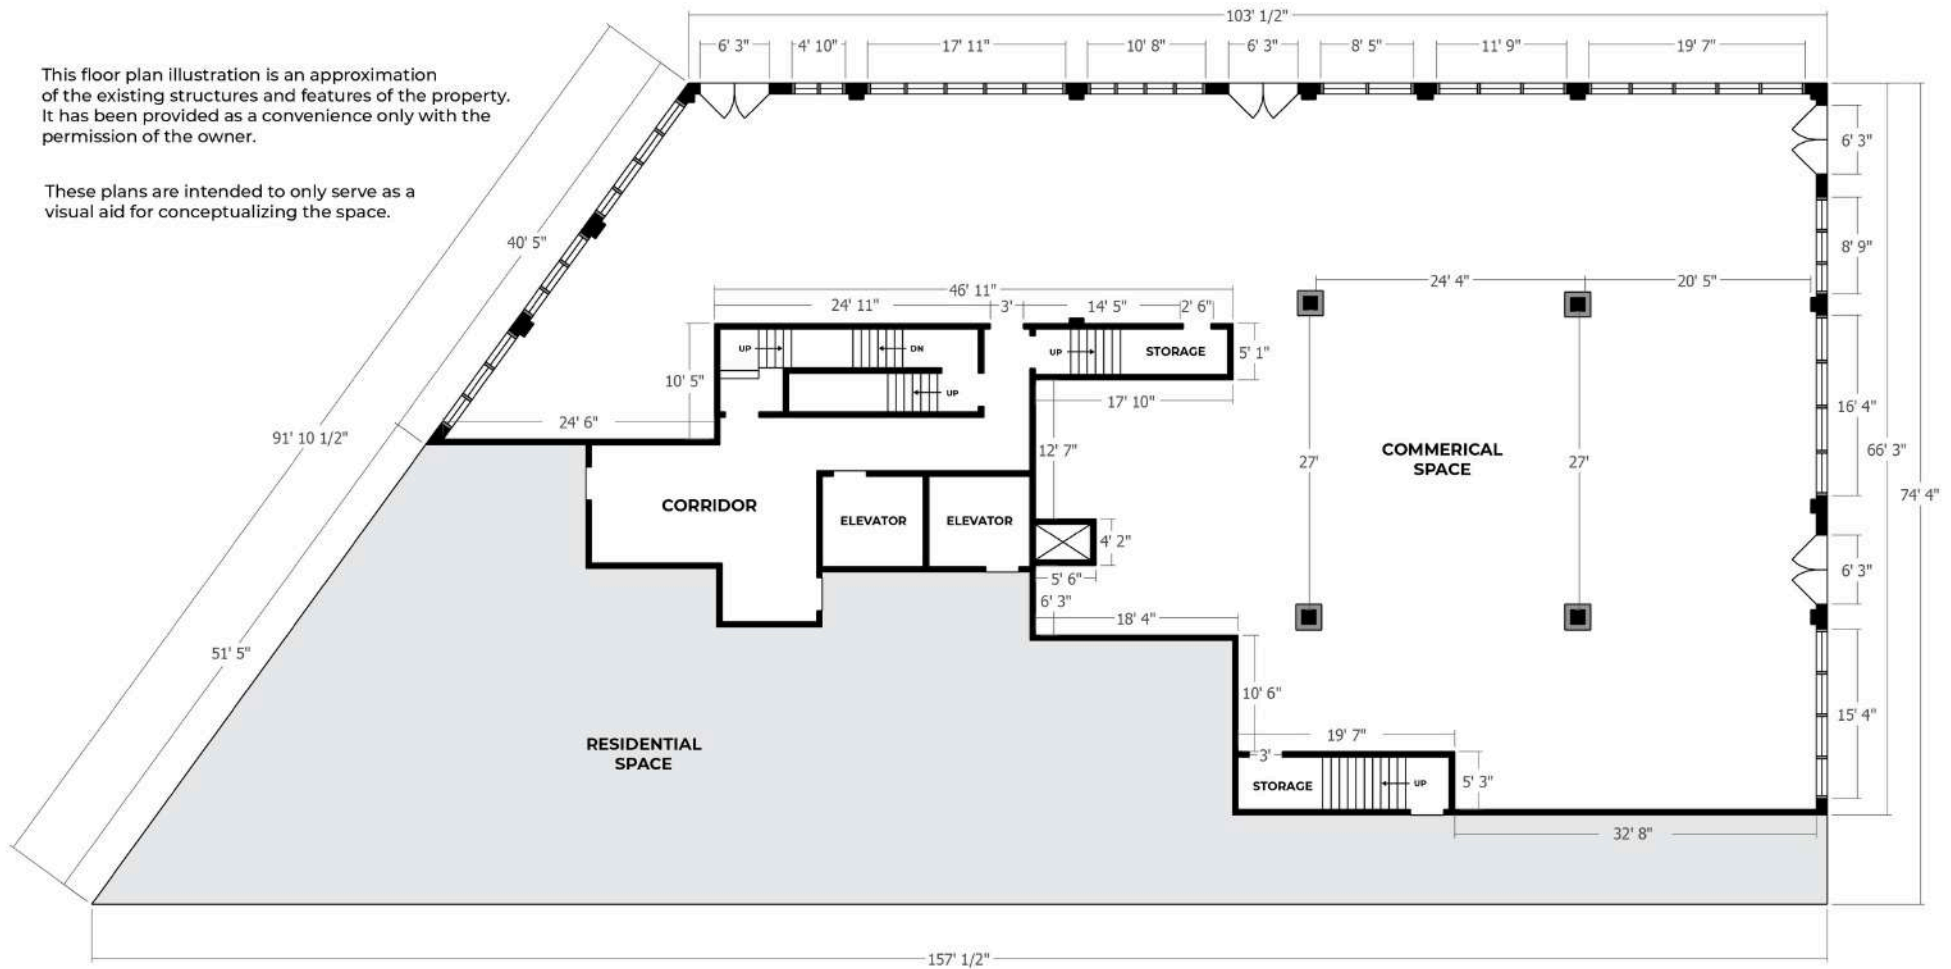 103' 1/2"
6' 3"
4' 10"
17' 11"
10' 8"
6' 3"
8' 5"
11' 9"
19' 7"
This floor plan illustration is an approximation
of the existing structures and features of the property.
It has been provided as a convenience only with the
permission of the owner.
These plans are intended to only serve as a
visual aid for conceptualizing the space.
6' 3"
40' 5"
8' 9"
24' 4"
20' 5"
46' 11"
24' 11"
3'
14' 5"
2' 6"
UP
DN
UP
STORAGE
5' 1"
10' 5"
UP
17' 10"
16' 4"
24' 6"
91' 10 1/2"
12' 7"
COMMERICAL
SPACE
27'
27'
66' 3"
74' 4"
CORRIDOR
ELEVATOR
ELEVATOR
4' 2"
5' 6"
6' 3"
6' 3"
18' 4"
51' 5"
10' 6"
15' 4"
RESIDENTIAL
SPACE
19' 7"
3'
STORAGE
UP
5' 3"
32' 8"
157' 1/2"